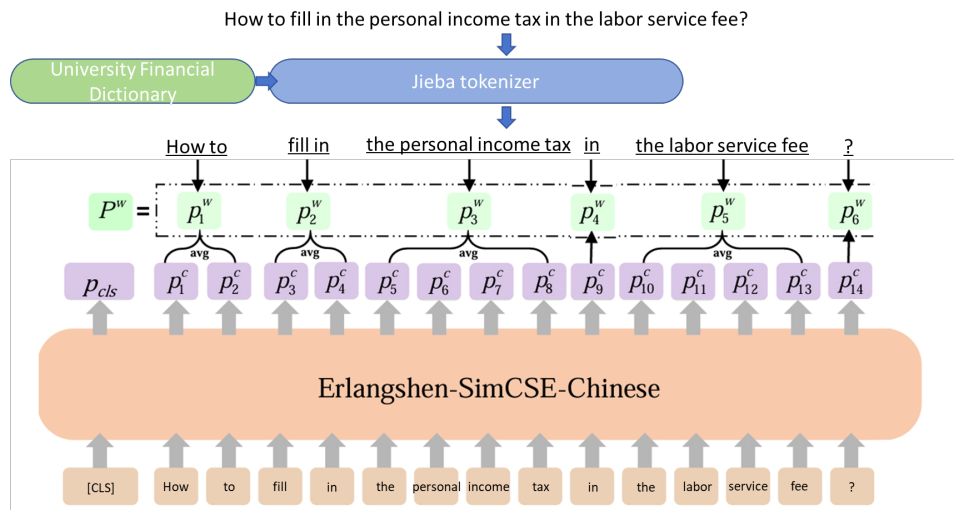 How to fill in the personal income tax in the labor service fee?
University Financial
Dictionary
Jieba tokenizer
How to fill in the personal income tax in the labor service fee ?
P^w = p_1^w p_2^w p_3^w p_4^w p_5^w p_6^w
avg avg avg avg
p_cls p_1^c p_2^c p_3^c p_4^c p_5^c p_6^c p_7^c p_8^c p_9^c p_10^c p_11^c p_12^c p_13^c p_14^c
Erlangshen-SimCSE-Chinese
[CLS] How to fill in the personal income tax in the labor service fee ?